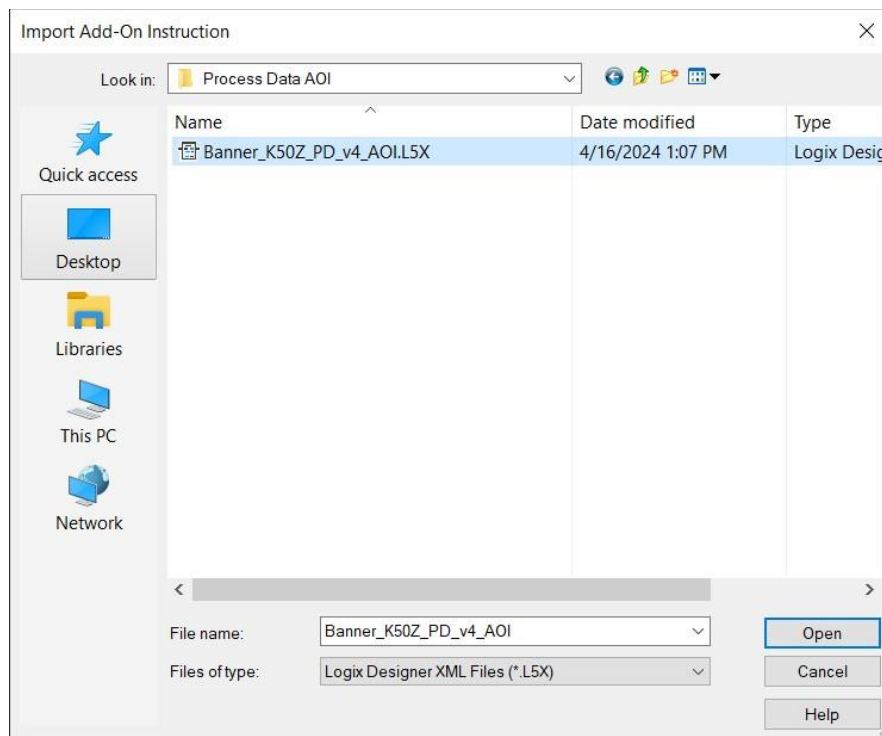 Import Add-On Instruction
Look in: Process Data AOI
Name Date modified Type
Banner_K50Z_PD_v4_AOI.L5X 4/16/2024 1:07 PM Logix Desig
Quick access
Desktop
Libraries
This PC
Network
File name: Banner_K50Z_PD_v4_AOI Open
Files of type: Logix Designer XML Files (*.L5X) Cancel
Help